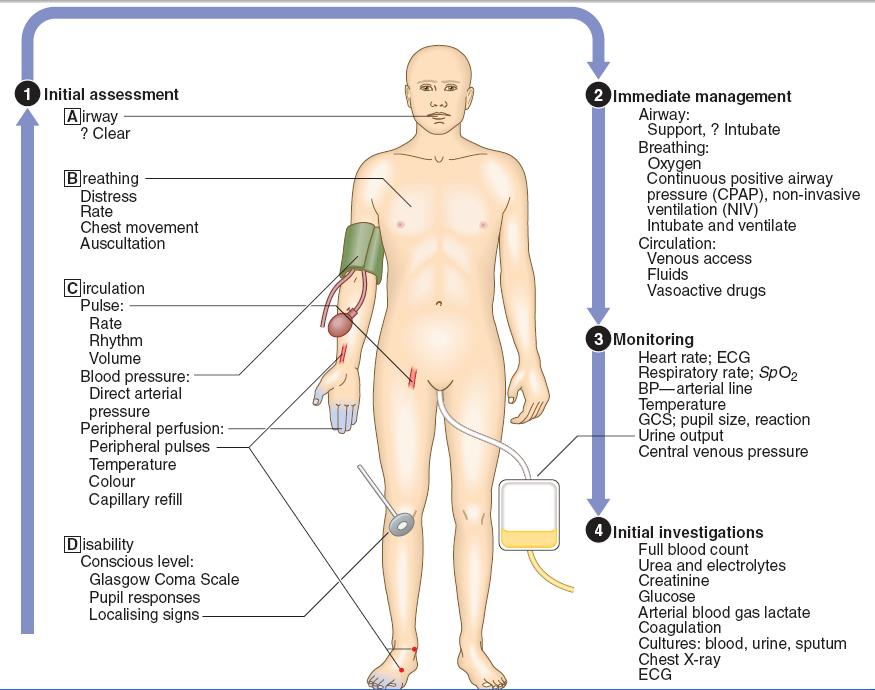 1 Initial assessment
A irway
? Clear
B reathing
Distress
Rate
Chest movement
Auscultation
C irculation
Pulse:
Rate
Rhythm
Volume
Blood pressure:
Direct arterial
pressure
Peripheral perfusion:
Peripheral pulses
Temperature
Colour
Capillary refill
D isability
Conscious level:
Glasgow Coma Scale
Pupil responses
Localising signs
2 Immediate management
Airway:
Support, ? Intubate
Breathing:
Oxygen
Continuous positive airway
pressure (CPAP), non-invasive
ventilation (NIV)
Intubate and ventilate
Circulation:
Venous access
Fluids
Vasoactive drugs
3 Monitoring
Heart rate; ECG
Respiratory rate; SpO2
BP—arterial line
Temperature
GCS; pupil size, reaction
Urine output
Central venous pressure
4 Initial investigations
Full blood count
Urea and electrolytes
Creatinine
Glucose
Arterial blood gas lactate
Coagulation
Cultures: blood, urine, sputum
Chest X-ray
ECG